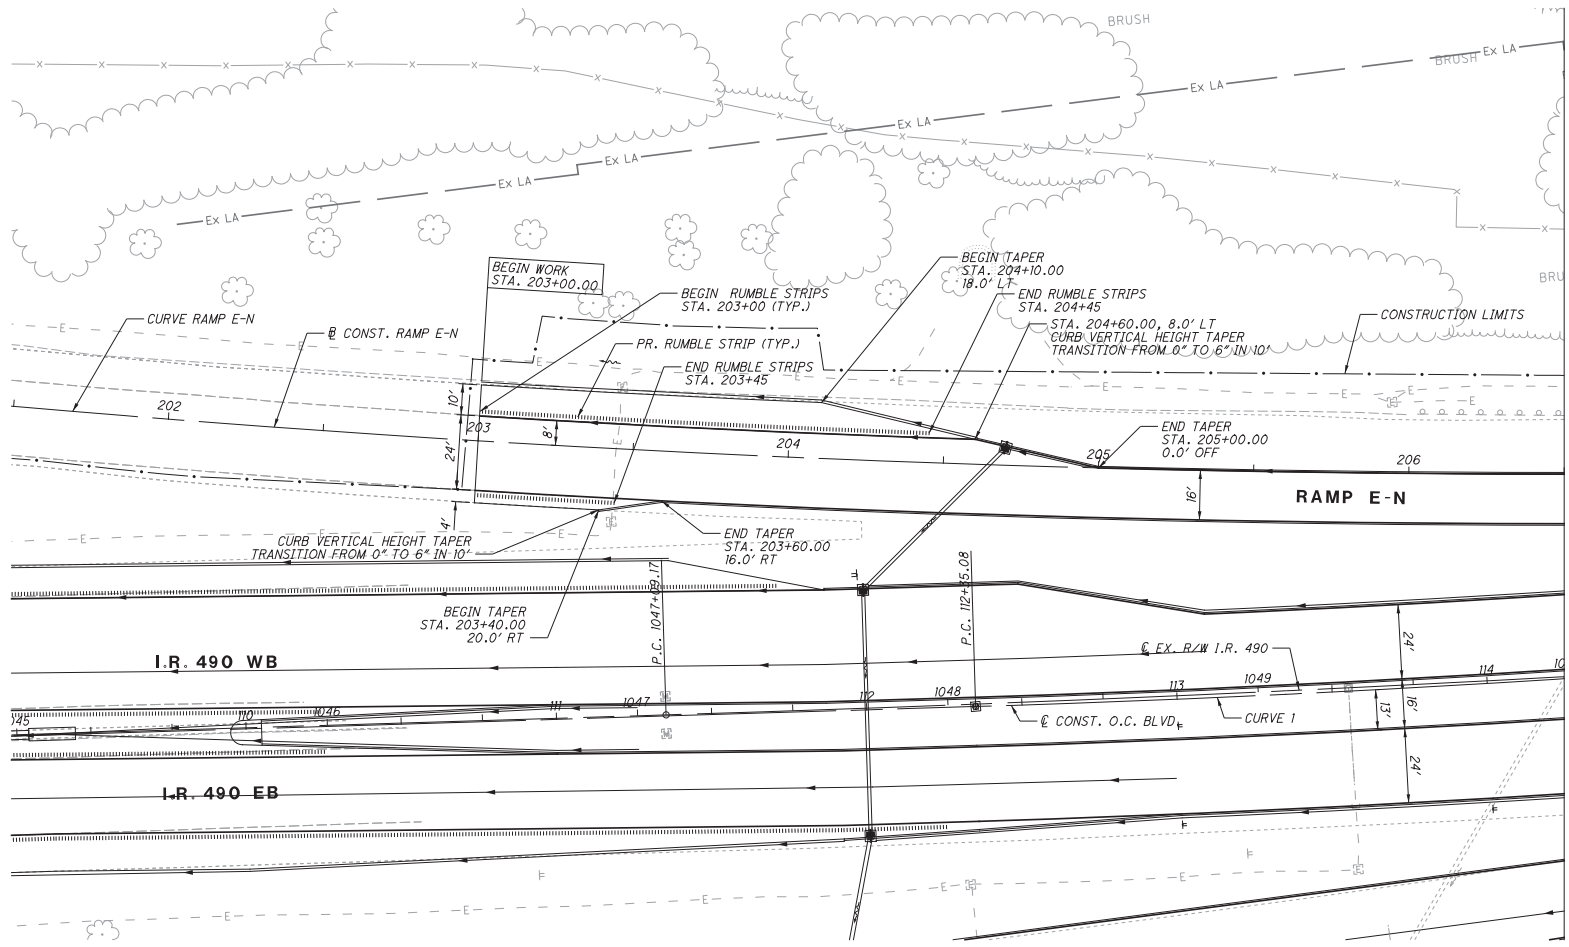 BRUSH
Ex LA
BRUSH
Ex LA
Ex LA
Ex LA
Ex LA
Ex LA
BRU
BEGIN WORK
STA. 203+00.00
BEGIN RUMBLE STRIPS
STA. 203+00 (TYP.)
BEGIN TAPER
STA. 204+10.00
18.0' LT
END RUMBLE STRIPS
STA. 204+45
STA. 204+60.00, 8.0' LT
CURB VERTICAL HEIGHT TAPER
TRANSITION FROM 0" TO 6" IN 10'
CONSTRUCTION LIMITS
CURVE RAMP E-N
℄ CONST. RAMP E-N
PR. RUMBLE STRIP (TYP.)
END RUMBLE STRIPS
STA. 203+45
E
E
E
E
E
E
E
E
10'
202
203
8'
24'
204
205
206
END TAPER
STA. 205+00.00
0.0' OFF
16'
RAMP E-N
4'
E
E
E
CURB VERTICAL HEIGHT TAPER
TRANSITION FROM 0" TO 6" IN 10'
END TAPER
STA. 203+60.00
16.0' RT
BEGIN TAPER
STA. 203+40.00
20.0' RT
P.C. 1047+09.17
P.C. 112+35.08
I.R. 490 WB
℄ EX. R/W I.R. 490
24'
045
110
1046
111
1047
112
1048
113
1049
114
10
℄ CONST. O.C. BLVD.
CURVE 1
13'
16'
24'
I.R. 490 EB
E
E
E
E
E